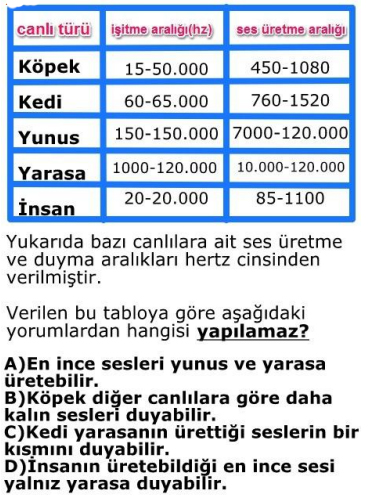 canlı türü işitme aralığı(hz) ses üretme aralığı
Köpek 15-50.000 450-1080
Kedi 60-65.000 760-1520
Yunus 150-150.000 7000-120.000
Yarasa 1000-120.000 10.000-120.000
İnsan 20-20.000 85-1100
Yukarıda bazı canlılara ait ses üretme
ve duyma aralıkları hertz cinsinden
verilmiştir.
Verilen bu tabloya göre aşağıdaki
yorumlardan hangisi yapılamaz?
A)En ince sesleri yunus ve yarasa
üretebilir.
B)Köpek diğer canlılara göre daha
kalın sesleri duyabilir.
C)Kedi yarasanın ürettiği seslerin bir
kısmını duyabilir.
D)İnsanın üretebildiği en ince sesi
yalnız yarasa duyabilir.